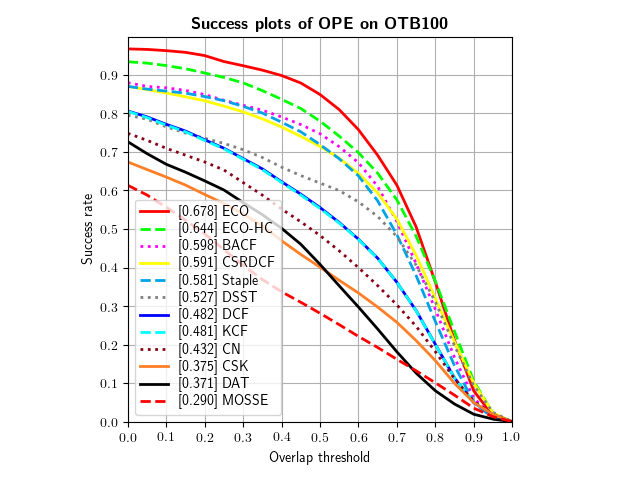 Success plots of OPE on OTB100
Success rate
0.9
0.8
0.7
0.6
0.5
0.4
0.3
0.2
0.1
0.0
[0.678] ECO
[0.644] ECO-HC
[0.598] BACF
[0.591] CSRDCF
[0.581] Staple
[0.527] DSST
[0.482] DCF
[0.481] KCF
[0.432] CN
[0.375] CSK
[0.371] DAT
[0.290] MOSSE
0.0 0.1 0.2 0.3 0.4 0.5 0.6 0.7 0.8 0.9 1.0
Overlap threshold